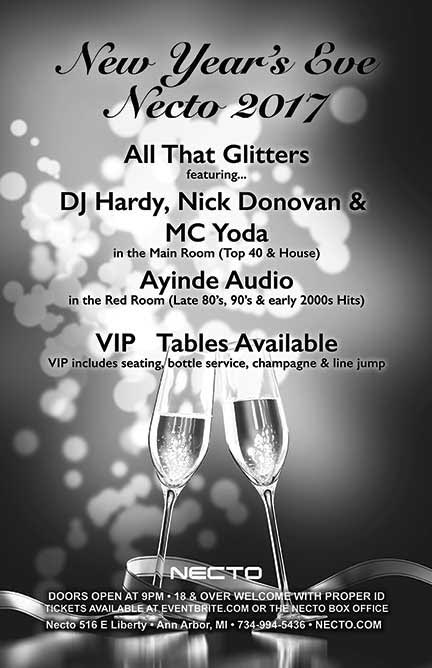 New Year's Eve
Necto 2017
All That Glitters
featuring...
DJ Hardy, Nick Donovan &
MC Yoda
in the Main Room (Top 40 & House)
Ayinde Audio
in the Red Room (Late 80's, 90's & early 2000s Hits)
VIP Tables Available
VIP includes seating, bottle service, champagne & line jump
NECTO
DOORS OPEN AT 9PM • 18 & OVER WELCOME WITH PROPER ID
TICKETS AVAILABLE AT EVENTBRITE.COM OR THE NECTO BOX OFFICE
Necto 516 E Liberty • Ann Arbor, MI • 734-994-5436 • NECTO.COM